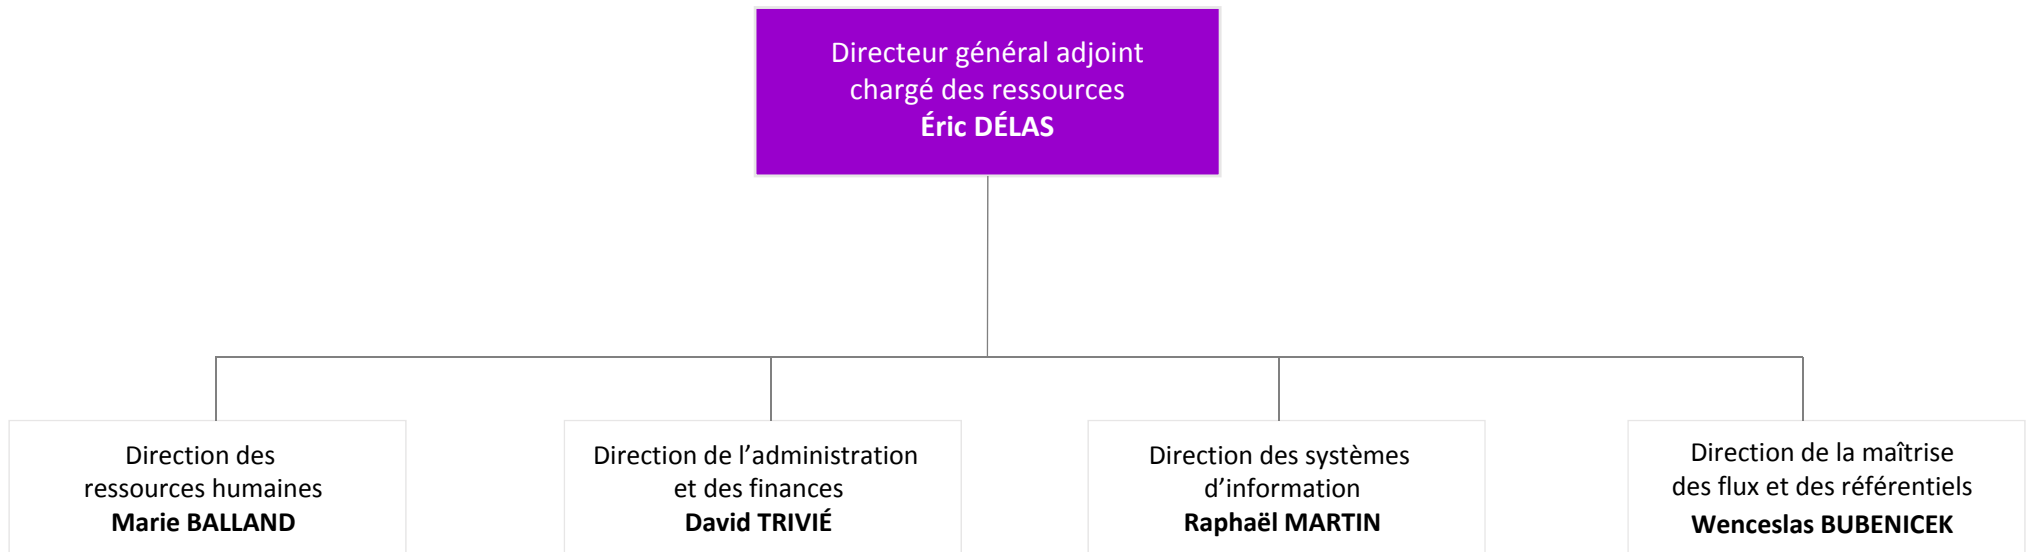 Directeur général adjoint
chargé des ressources
Éric DÉLAS
Direction des
ressources humaines
Marie BALLAND
Direction de l’administration
et des finances
David TRIVIÉ
Direction des systèmes
d’information
Raphaël MARTIN
Direction de la maîtrise
des flux et des référentiels
Wenceslas BUBENICEK